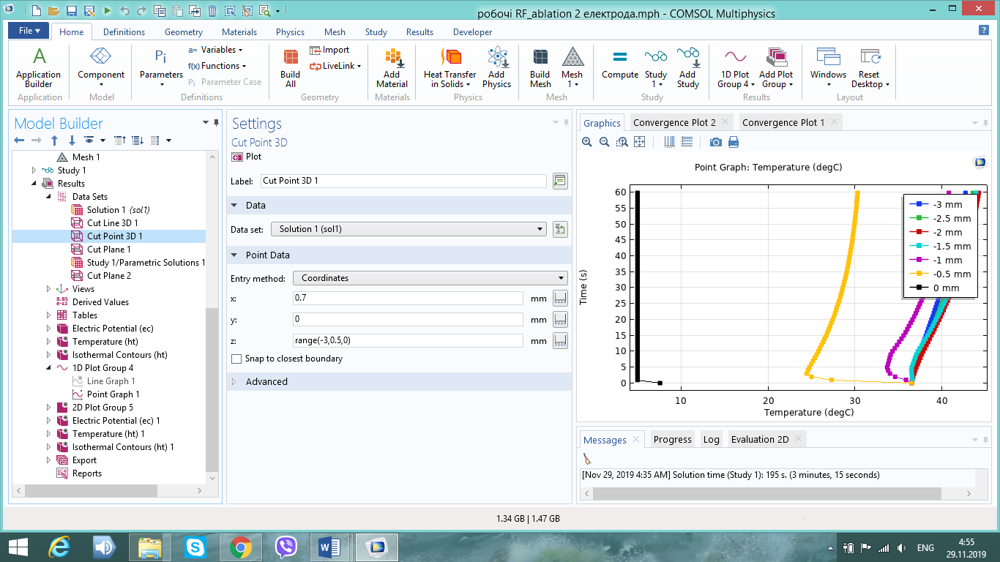 робочі RF_ablation 2 електрода.mph - COMSOL Multiphysics
File Home Definitions Geometry Materials Physics Mesh Study Results Developer
Application Builder
Application
Component
Model
Pi
Parameters
a= Variables
f(x) Functions
Pi Parameter Case
Definitions
Build All
Import
LiveLink
Geometry
Add Material
Materials
Heat Transfer in Solids
Add Physics
Physics
Build Mesh
Mesh 1
Mesh
Compute
Study 1
Add Study
Study
1D Plot Group 4
Add Plot Group
Results
Windows
Reset Desktop
Layout
Model Builder
Mesh 1
Study 1
Results
Data Sets
Solution 1 (sol1)
Cut Line 3D 1
Cut Point 3D 1
Cut Plane 1
Study 1/Parametric Solutions 1
Cut Plane 2
Views
8.85
e-12
Derived Values
Tables
Electric Potential (ec)
Temperature (ht)
Isothermal Contours (ht)
1D Plot Group 4
Line Graph 1
Point Graph 1
2D Plot Group 5
Electric Potential (ec) 1
Temperature (ht) 1
Isothermal Contours (ht) 1
Export
Reports
Settings
Cut Point 3D
Plot
Label: Cut Point 3D 1
Data
Data set: Solution 1 (sol1)
Point Data
Entry method: Coordinates
x: 0.7 mm
y: 0 mm
z: range(-3,0.5,0) mm
Snap to closest boundary
Advanced
Graphics Convergence Plot 2 Convergence Plot 1
Point Graph: Temperature (degC)
60
55
50
45
40
35
30
25
20
15
10
5
0
Time (s)
10 20 30 40
Temperature (degC)
-3 mm
-2.5 mm
-2 mm
-1.5 mm
-1 mm
-0.5 mm
0 mm
Messages Progress Log Evaluation 2D
[Nov 29, 2019 4:35 AM] Solution time (Study 1): 195 s. (3 minutes, 15 seconds)
1.34 GB | 1.47 GB
ENG
4:55
29.11.2019